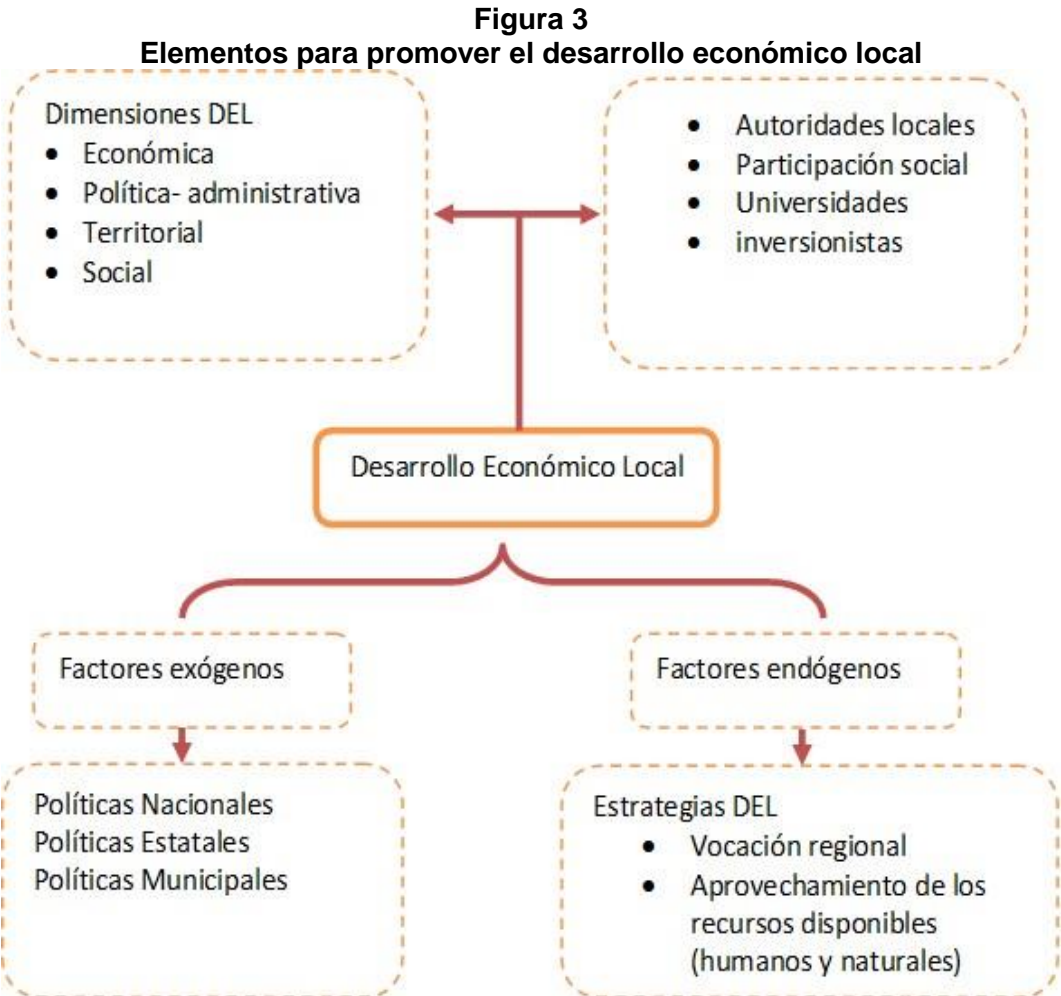 Figura 3
Elementos para promover el desarrollo económico local
Dimensiones DEL
• Económica
• Política- administrativa
• Territorial
• Social
• Autoridades locales
• Participación social
• Universidades
• inversionistas
Desarrollo Económico Local
Factores exógenos
Factores endógenos
Políticas Nacionales
Políticas Estatales
Políticas Municipales
Estrategias DEL
• Vocación regional
• Aprovechamiento de los
recursos disponibles
(humanos y naturales)